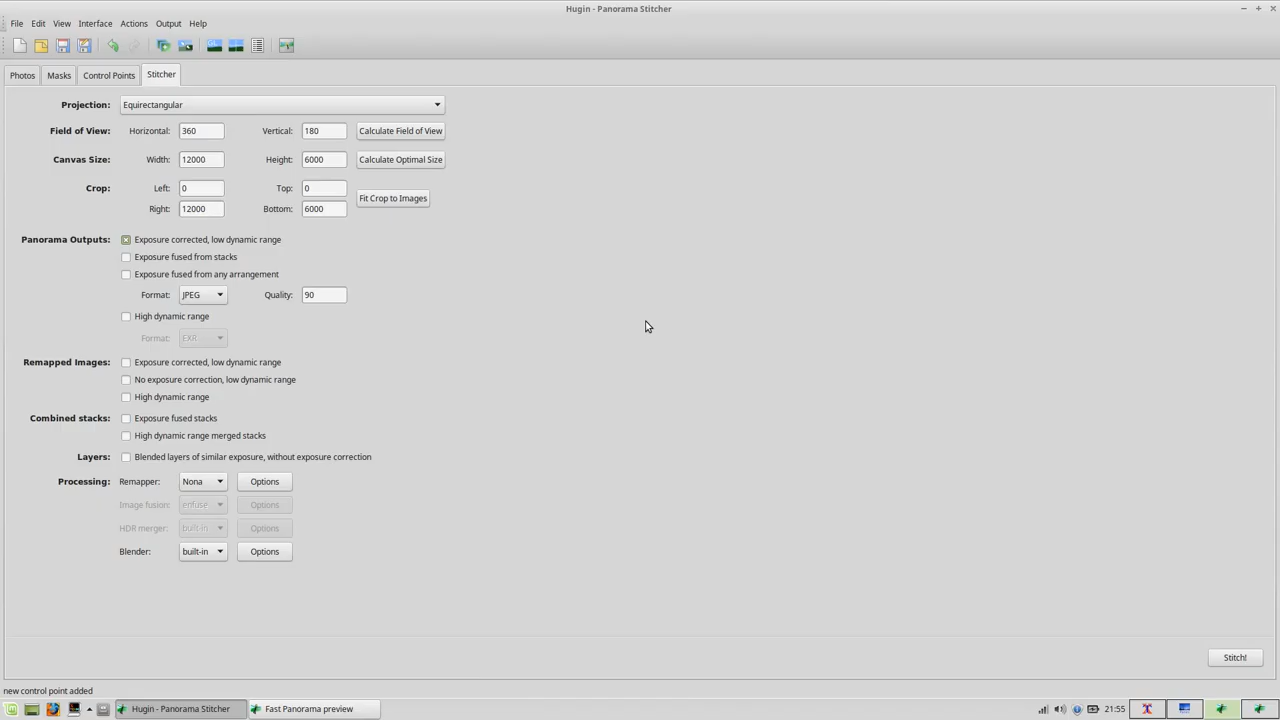 Hugin - Panorama Stitcher
File Edit View Interface Actions Output Help
Photos Masks Control Points Stitcher
Projection: Equirectangular
Field of View: Horizontal: 360 Vertical: 180 Calculate Field of View
Canvas Size: Width: 12000 Height: 6000 Calculate Optimal Size
Crop: Left: 0 Top: 0 Fit Crop to Images
Right: 12000 Bottom: 6000
Panorama Outputs: Exposure corrected, low dynamic range
Exposure fused from stacks
Exposure fused from any arrangement
Format: JPEG Quality: 90
High dynamic range
Format: EXR
Remapped Images: Exposure corrected, low dynamic range
No exposure correction, low dynamic range
High dynamic range
Combined stacks: Exposure fused stacks
High dynamic range merged stacks
Layers: Blended layers of similar exposure, without exposure correction
Processing: Remapper: Nona Options
Image fusion: enfuse Options
HDR merger: built-in Options
Blender: built-in Options
Stitch!
new control point added
Hugin - Panorama Stitcher Fast Panorama preview 21:55